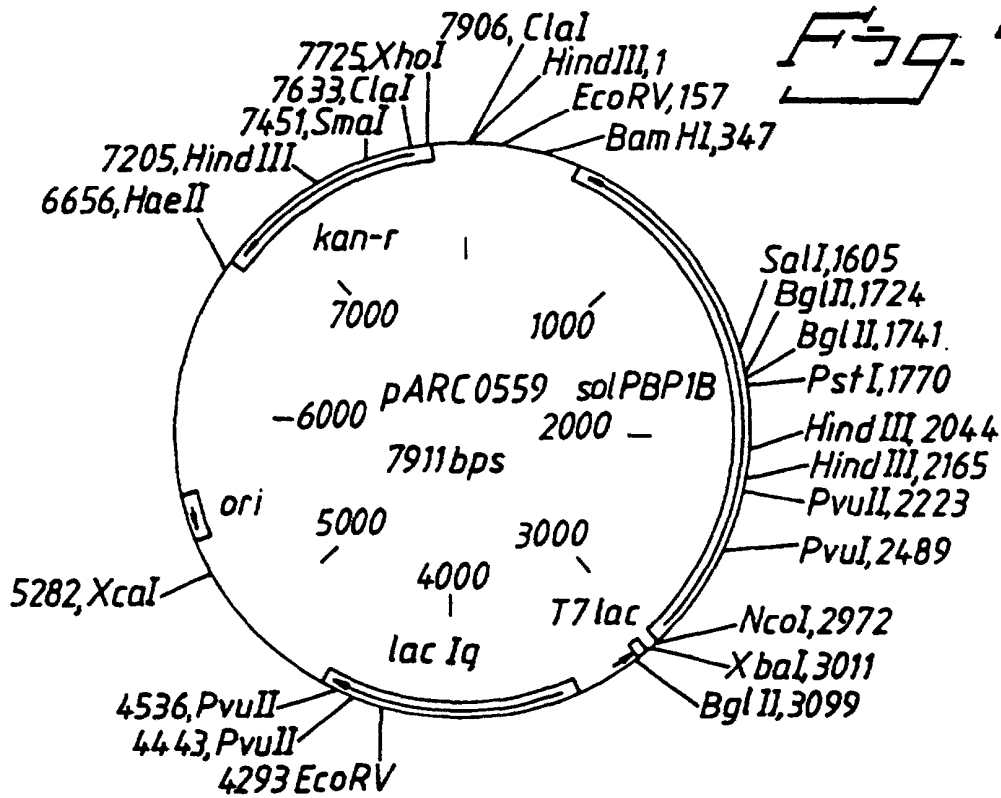 Fig.
7906, ClaI
7725, XhoI
HindIII, 1
7633, ClaI
EcoRV, 157
7451, SmaI
BamHI, 347
7205, HindIII
6656, HaeII
kan-r
SalI, 1605
BglII, 1724
BglII, 1741
PstI, 1770
HindIII, 2044
HindIII, 2165
PvuII, 2223
PvuI, 2489
7000
1000
pARC0559 solPBP1B
6000
2000
7911 bps
ori
5000
3000
4000
5282, XcaI
T7 lac
NcoI, 2972
lac Iq
XbaI, 3011
BglII, 3099
4536, PvuII
4443, PvuII
4293 EcoRV